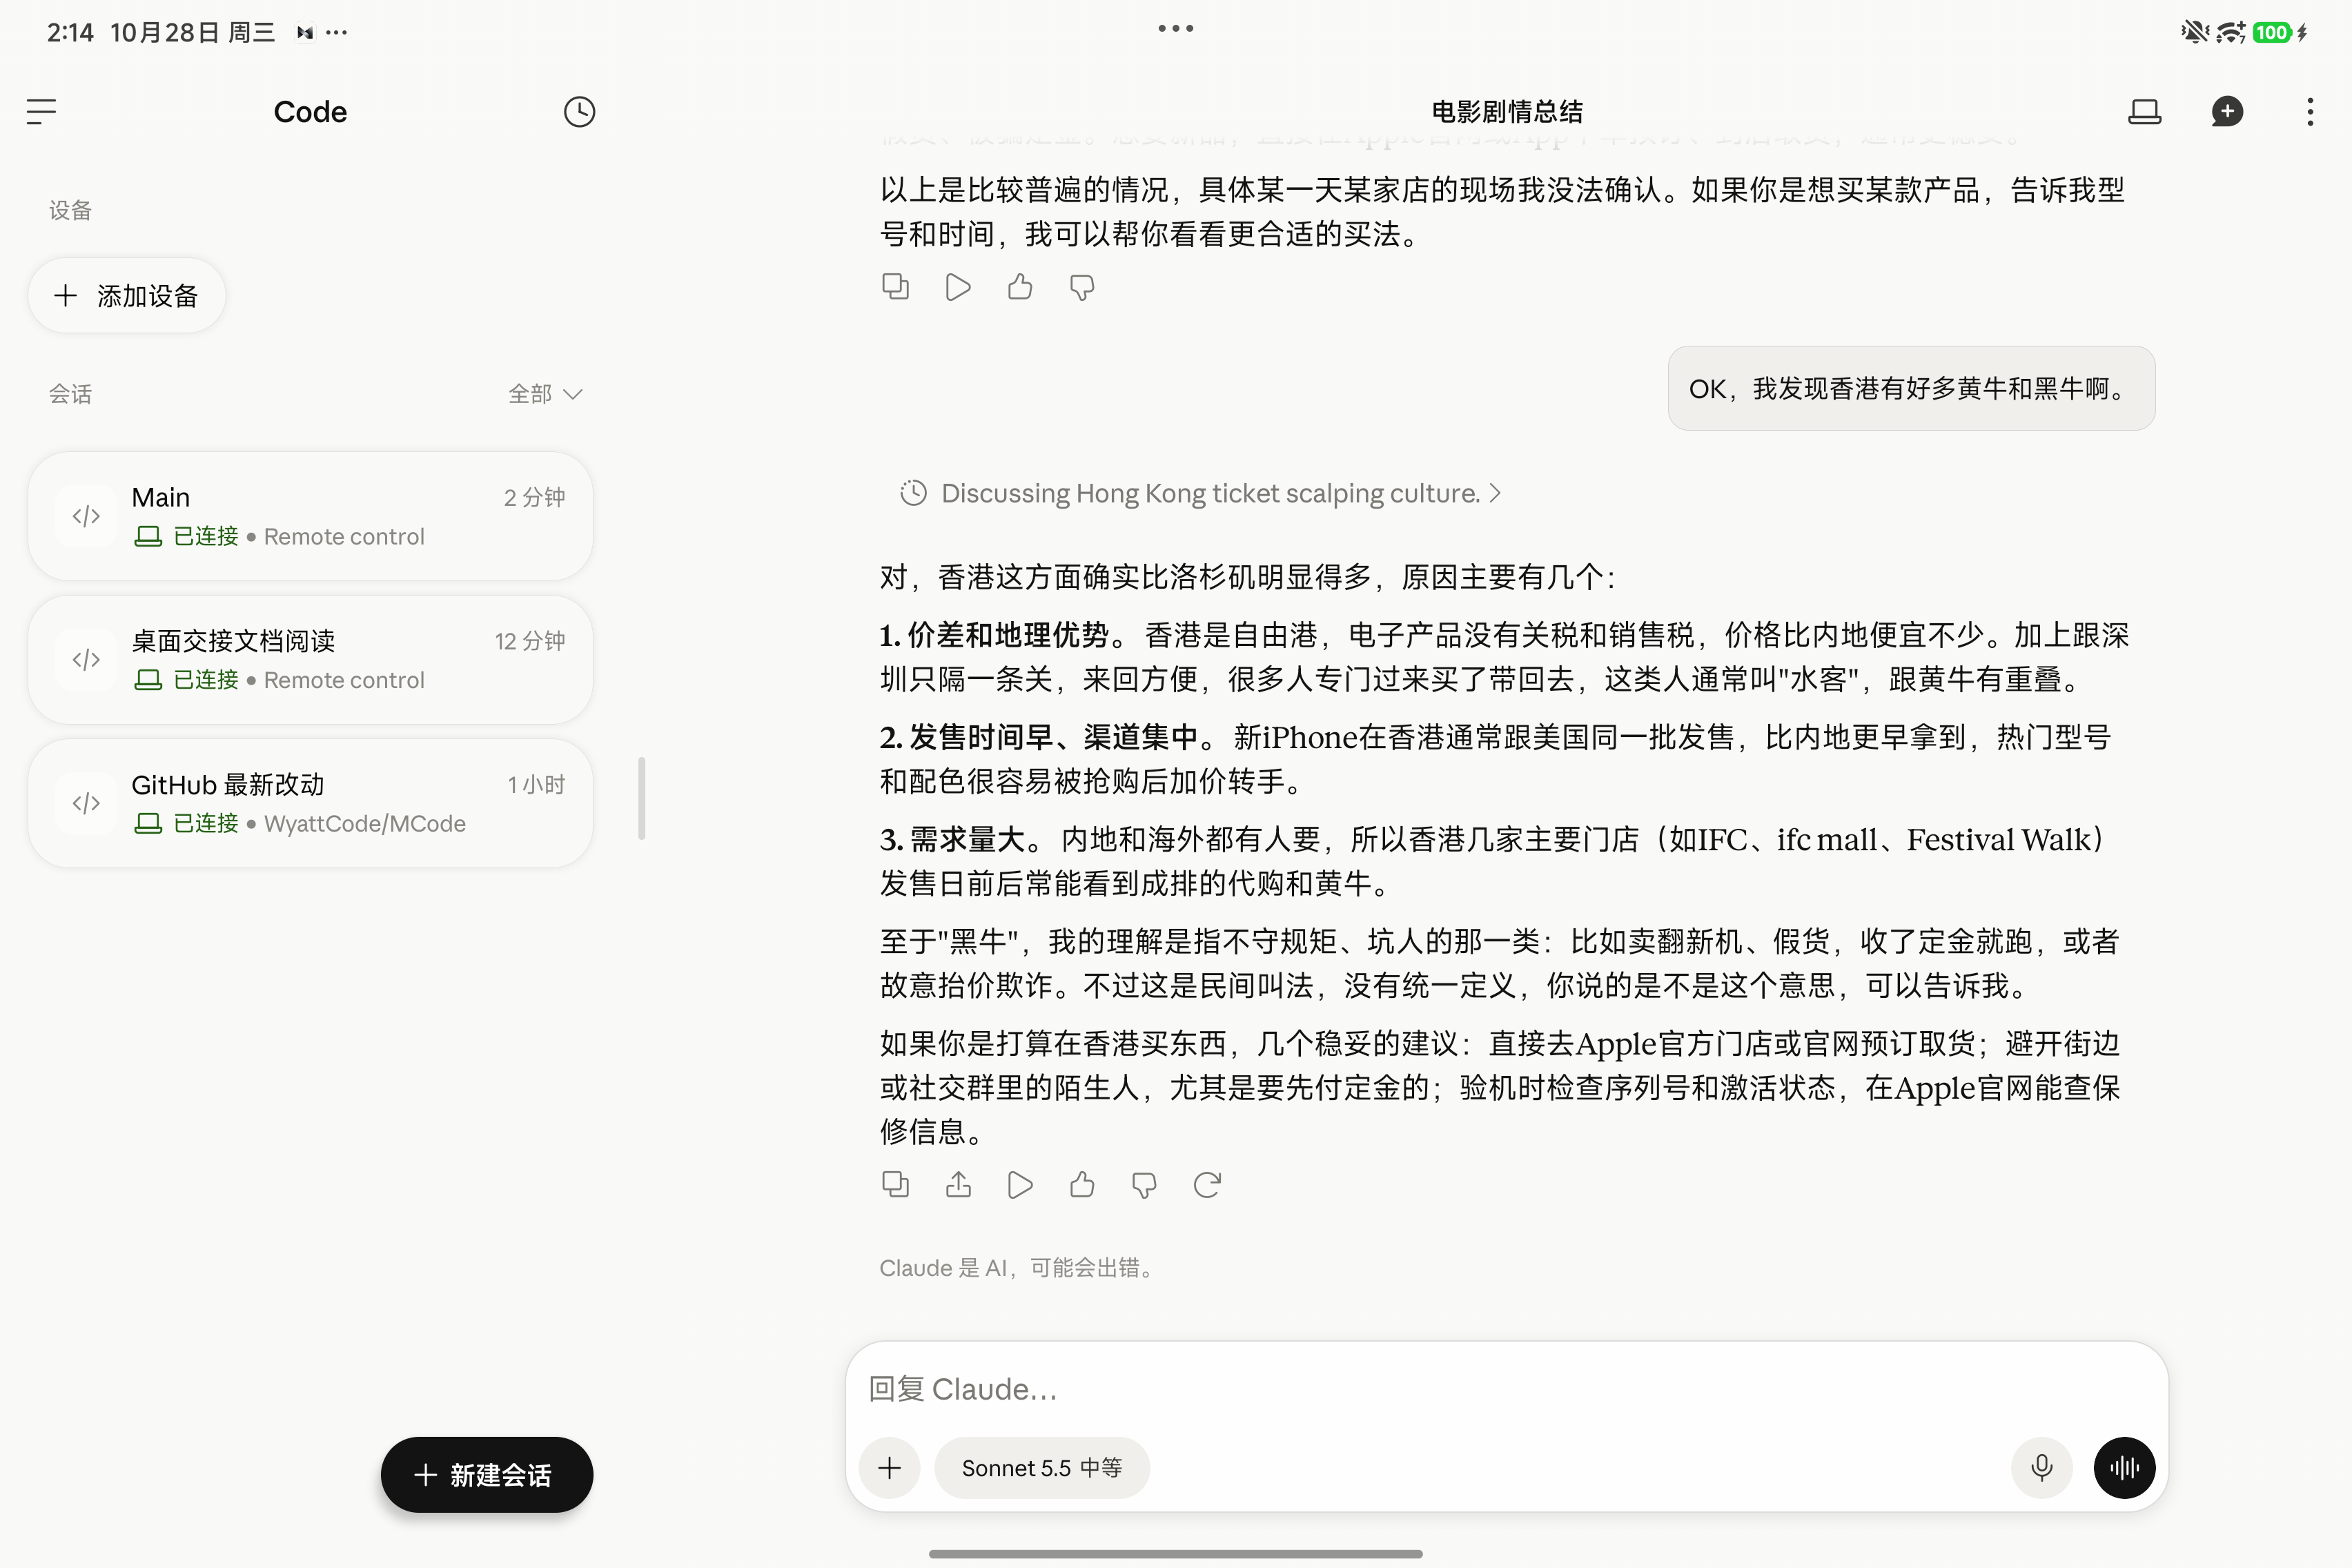 2:14 10月28日 周三
100
Code
电影剧情总结
设备
添加设备
会话
全部
Main
2 分钟
已连接 • Remote control
桌面交接文档阅读
12 分钟
已连接 • Remote control
GitHub 最新改动
1 小时
已连接 • WyattCode/MCode
新建会话
以上是比较普遍的情况，具体某一天某家店的现场我没法确认。如果你是想买某款产品，告诉我型
号和时间，我可以帮你看看更合适的买法。
OK，我发现香港有好多黄牛和黑牛啊。
Discussing Hong Kong ticket scalping culture.
对，香港这方面确实比洛杉矶明显得多，原因主要有几个：
1. 价差和地理优势。 香港是自由港，电子产品没有关税和销售税，价格比内地便宜不少。加上跟深
圳只隔一条关，来回方便，很多人专门过来买了带回去，这类人通常叫"水客"，跟黄牛有重叠。
2. 发售时间早、渠道集中。 新iPhone在香港通常跟美国同一批发售，比内地更早拿到，热门型号
和配色很容易被抢购后加价转手。
3. 需求量大。 内地和海外都有人要，所以香港几家主要门店（如IFC、ifc mall、Festival Walk）
发售日前后常能看到成排的代购和黄牛。
至于"黑牛"，我的理解是指不守规矩、坑人的那一类：比如卖翻新机、假货，收了定金就跑，或者
故意抬价欺诈。不过这是民间叫法，没有统一定义，你说的是不是这个意思，可以告诉我。
如果你是打算在香港买东西，几个稳妥的建议：直接去Apple官方门店或官网预订取货；避开街边
或社交群里的陌生人，尤其是要先付定金的；验机时检查序列号和激活状态，在Apple官网能查保
修信息。
Claude 是 AI，可能会出错。
回复 Claude...
Sonnet 5.5 中等